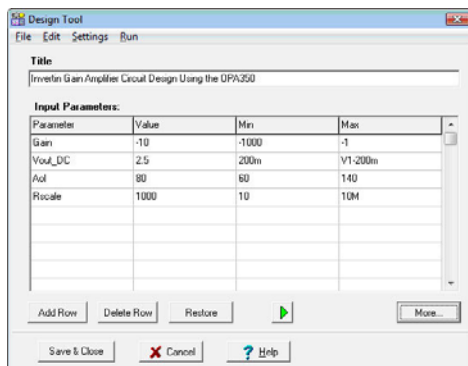 Design Tool
File Edit Settings Run
Title
Invertin Gain Amplifier Circuit Design Using the OPA350
Input Parameters:
Parameter Value Min Max
Gain -10 -1000 -1
Vout_DC 2.5 200m V1-200m
Aol 80 60 140
Rscale 1000 10 10M
Add Row Delete Row Restore More...
Save & Close Cancel ? Help